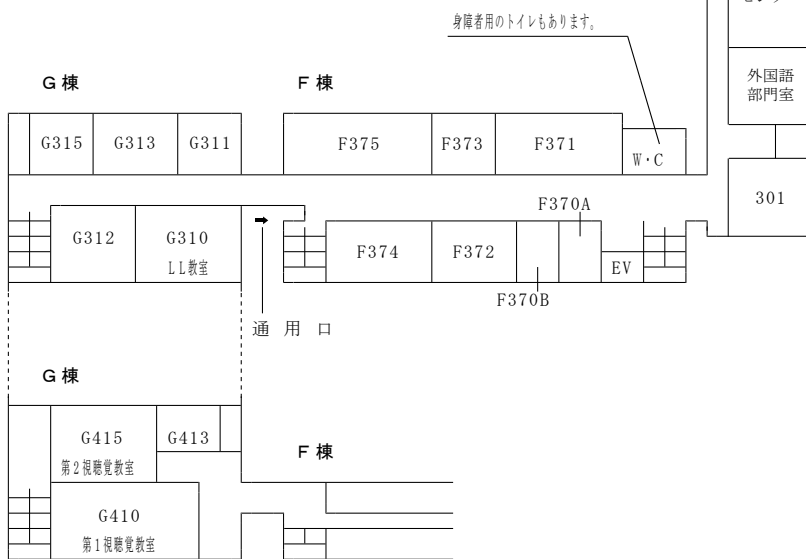 身障者用のトイレもあります。
G棟
F棟
外国語
部門室
G315
G313
G311
F375
F373
F371
W・C
301
F370A
G312
G310
LL教室
F374
F372
EV
F370B
通用口
G棟
G415
第2視聴覚教室
G413
F棟
G410
第1視聴覚教室